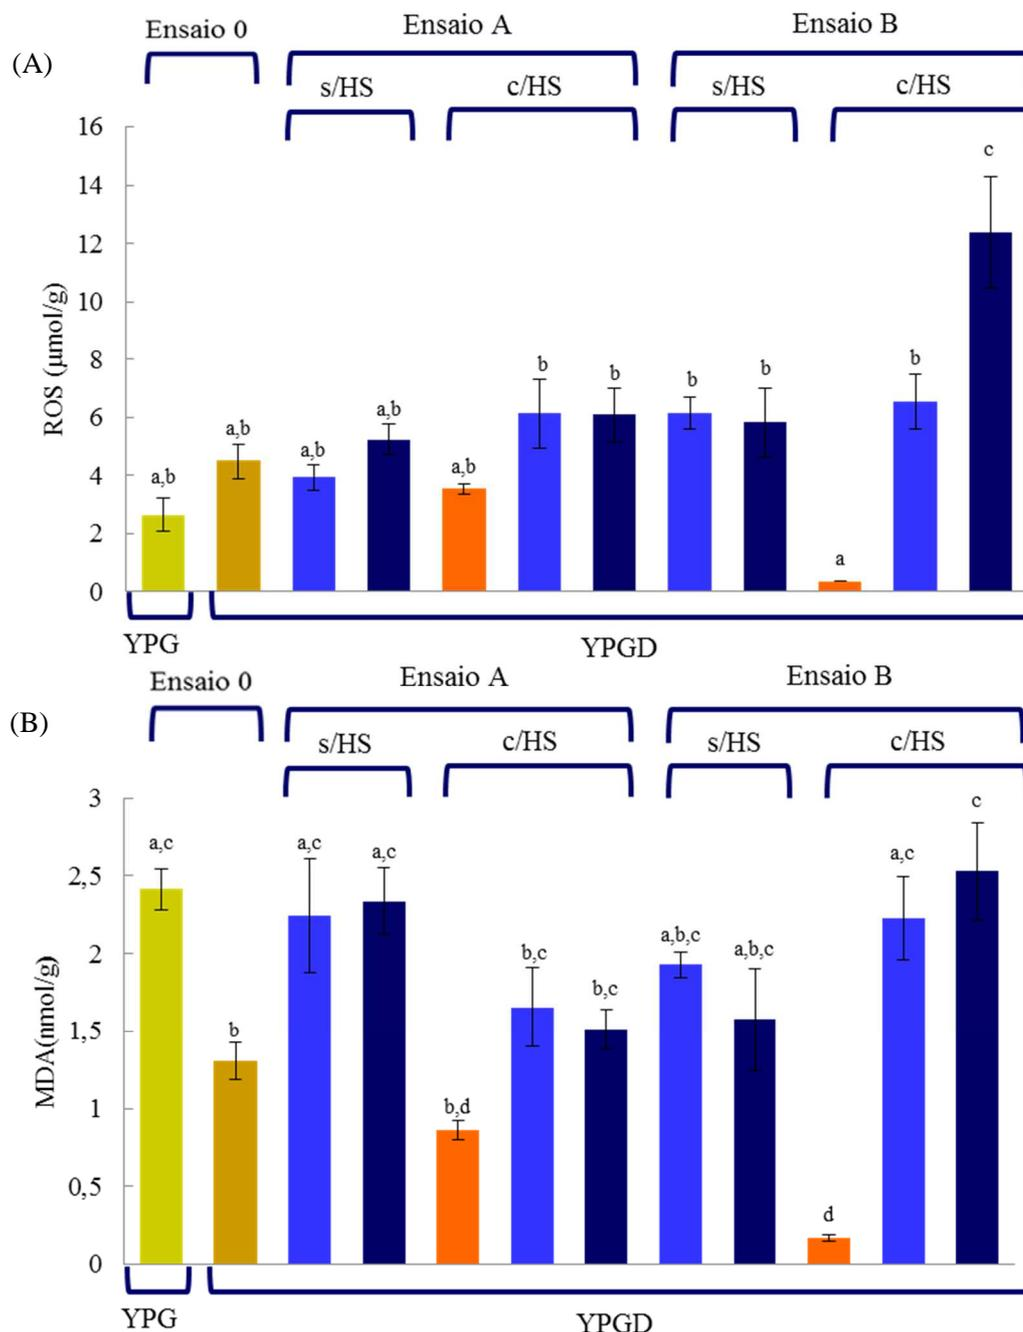 (A)
Ensaio 0
Ensaio A
Ensaio B
s/HS
c/HS
s/HS
c/HS
ROS (µmol/g)
16
14
12
10
8
6
4
2
0
a,b
a,b
a,b
a,b
a,b
b
b
b
b
a
b
c
YPG
YPGD
(B)
Ensaio 0
Ensaio A
Ensaio B
s/HS
c/HS
s/HS
c/HS
MDA(nmol/g)
3
2,5
2
1,5
1
0,5
0
a,c
b
a,c
a,c
b,d
b,c
b,c
a,b,c
a,b,c
d
a,c
c
YPG
YPGD